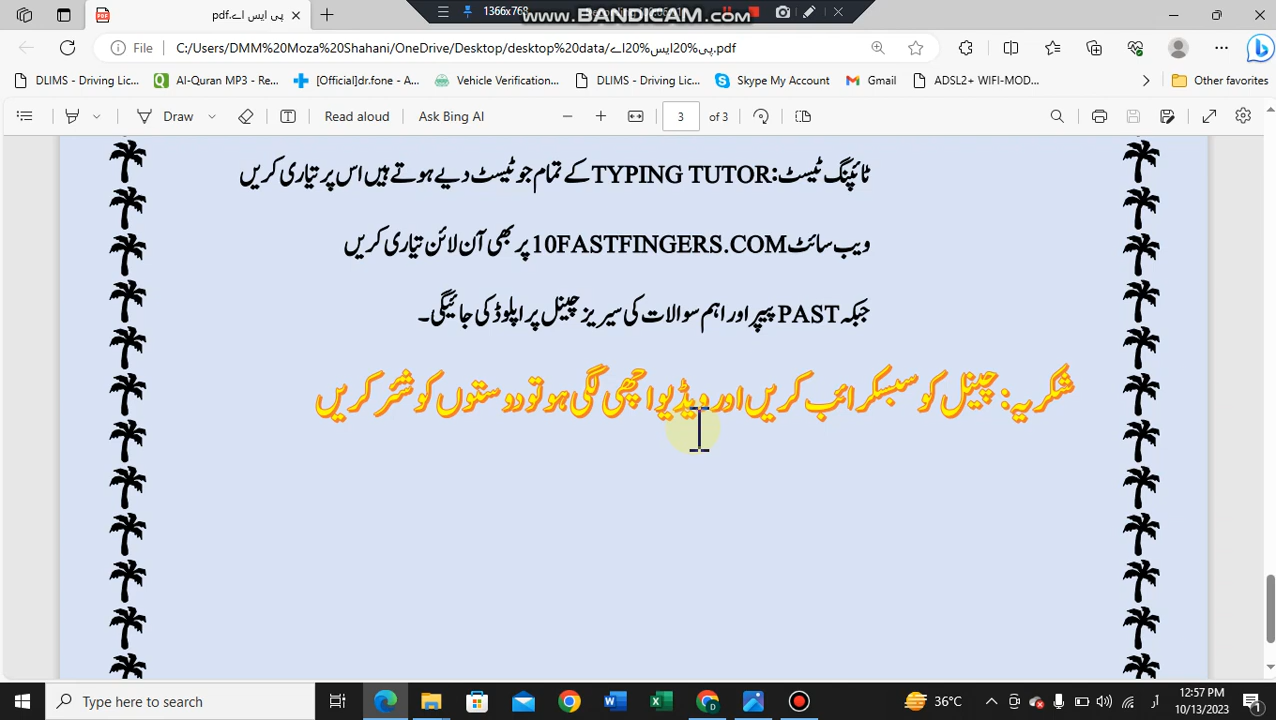 پی ایس اے.pdf
1366x768
www.BANDICAM.com
File
C:/Users/DMM%20Moza%20Shahani/OneDrive/Desktop/desktop%20data/پی%20ایس%20اے.pdf
DLIMS - Driving Lic...
Al-Quran MP3 - Re...
[Official]dr.fone - A...
Vehicle Verification...
DLIMS - Driving Lic...
Skype My Account
Gmail
ADSL2+ WIFI MOD...
Other favorites
Draw
Read aloud
Ask Bing AI
3 of 3
ٹائپنگ ٹیسٹ: TYPING TUTOR کے تمام جو ٹیسٹ دیے ہوتے ہیں اس پر تیاری کریں
ویب سائٹ 10FASTFINGERS.COM پر بھی آن لائن تیاری کریں
جبکہ PAST پیپر اور اہم سوالات کی سیریز چینل پر اپلوڈ کی جائیگی۔
شکریہ: چینل کو سبسکرائب کریں اور ویڈیو اچھی لگی ہو تو دوستوں کو شئر کریں
Type here to search
36°C
12:57 PM
10/13/2023